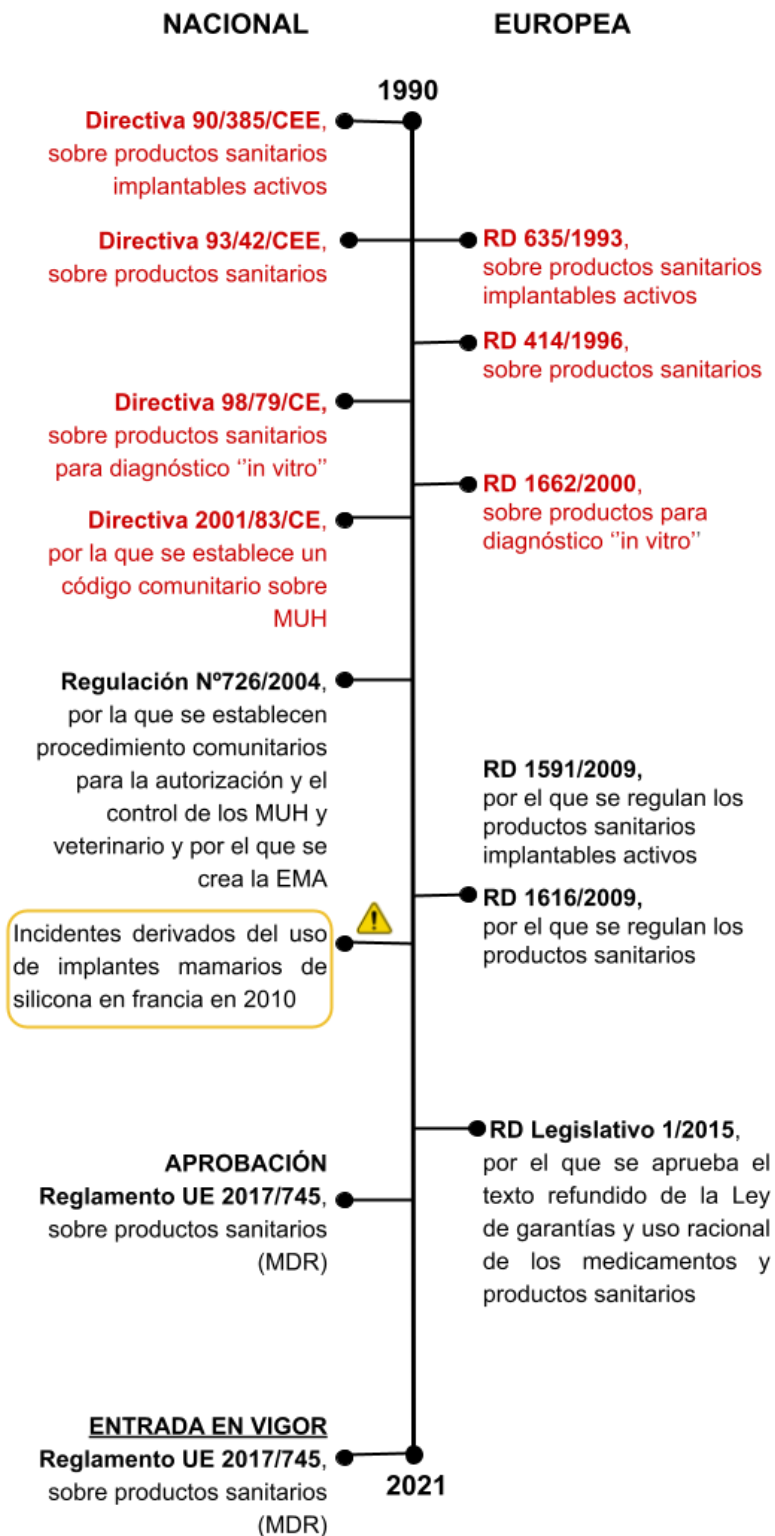 NACIONAL
EUROPEA
1990
Directiva 90/385/CEE,
sobre productos sanitarios
implantables activos
Directiva 93/42/CEE,
sobre productos sanitarios
RD 635/1993,
sobre productos sanitarios
implantables activos
RD 414/1996,
sobre productos sanitarios
Directiva 98/79/CE,
sobre productos sanitarios
para diagnóstico ‘’in vitro’’
RD 1662/2000,
sobre productos para
diagnóstico ‘’in vitro’’
Directiva 2001/83/CE,
por la que se establece un
código comunitario sobre
MUH
Regulación Nº726/2004,
por la que se establecen
procedimiento comunitarios
para la autorización y el
control de los MUH y
veterinario y por el que se
crea la EMA
RD 1591/2009,
por el que se regulan los
productos sanitarios
implantables activos
RD 1616/2009,
por el que se regulan los
productos sanitarios
Incidentes derivados del uso
de implantes mamarios de
silicona en francia en 2010
RD Legislativo 1/2015,
por el que se aprueba el
texto refundido de la Ley
de garantías y uso racional
de los medicamentos y
productos sanitarios
APROBACIÓN
Reglamento UE 2017/745,
sobre productos sanitarios
(MDR)
ENTRADA EN VIGOR
Reglamento UE 2017/745,
sobre productos sanitarios
(MDR)
2021